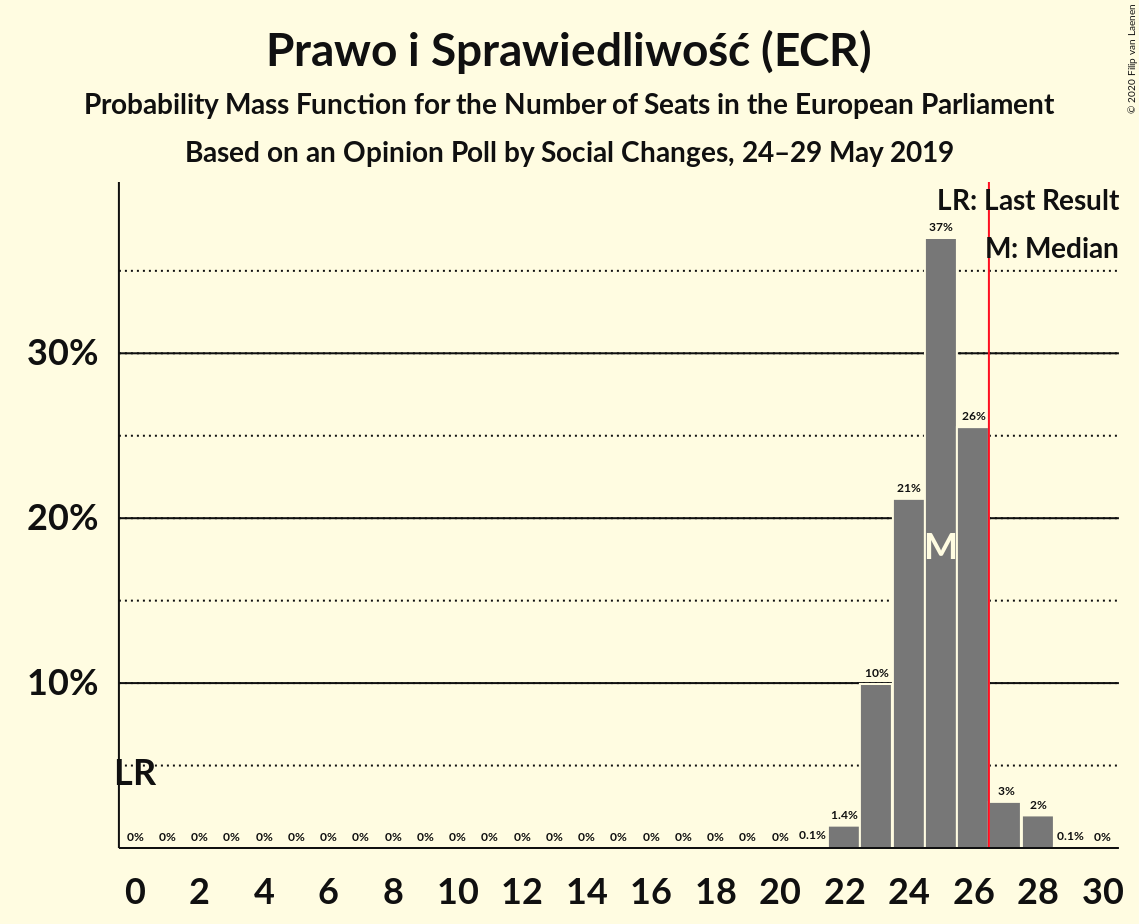 Prawo i Sprawiedliwość (ECR)
Probability Mass Function for the Number of Seats in the European Parliament
Based on an Opinion Poll by Social Changes, 24–29 May 2019
© 2020 Filip van Laenen
LR: Last Result
M: Median
37%
30%
26%
21%
20%
M
10%
10%
LR
3%
2%
1.4%
0% 0% 0% 0% 0% 0% 0% 0% 0% 0% 0% 0% 0% 0% 0% 0% 0% 0% 0% 0% 0% 0.1% 0.1% 0%
0 2 4 6 8 10 12 14 16 18 20 22 24 26 28 30